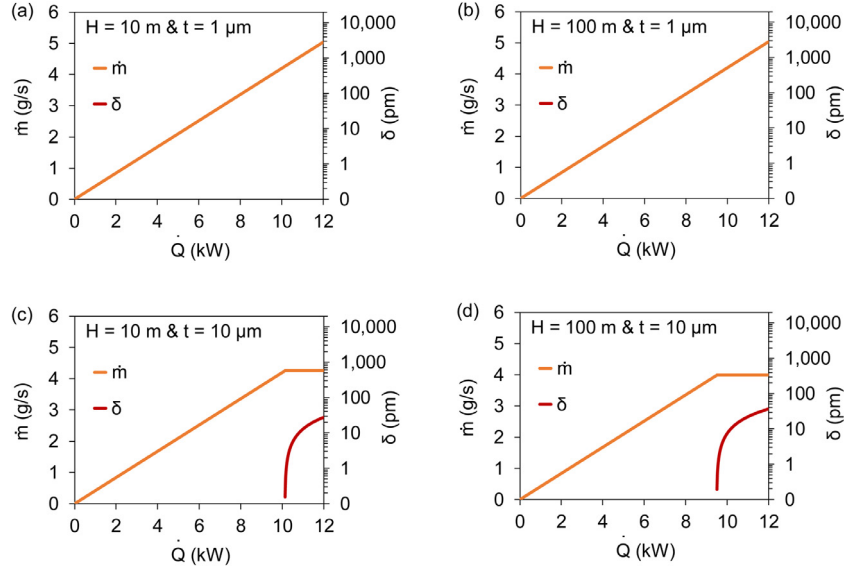 (a)
H = 10 m & t = 1 µm
ṁ
δ
ṁ (g/s)
6
5
4
3
2
1
0
0 2 4 6 8 10 12
Q̇ (kW)
10,000
1,000
100
10
1
0
δ (pm)
(b)
H = 100 m & t = 1 µm
ṁ
δ
ṁ (g/s)
6
5
4
3
2
1
0
0 2 4 6 8 10 12
Q̇ (kW)
10,000
1,000
100
10
1
0
δ (pm)
(c)
H = 10 m & t = 10 µm
ṁ
δ
ṁ (g/s)
6
5
4
3
2
1
0
0 2 4 6 8 10 12
Q̇ (kW)
10,000
1,000
100
10
1
0
δ (pm)
(d)
H = 100 m & t = 10 µm
ṁ
δ
ṁ (g/s)
6
5
4
3
2
1
0
0 2 4 6 8 10 12
Q̇ (kW)
10,000
1,000
100
10
1
0
δ (pm)